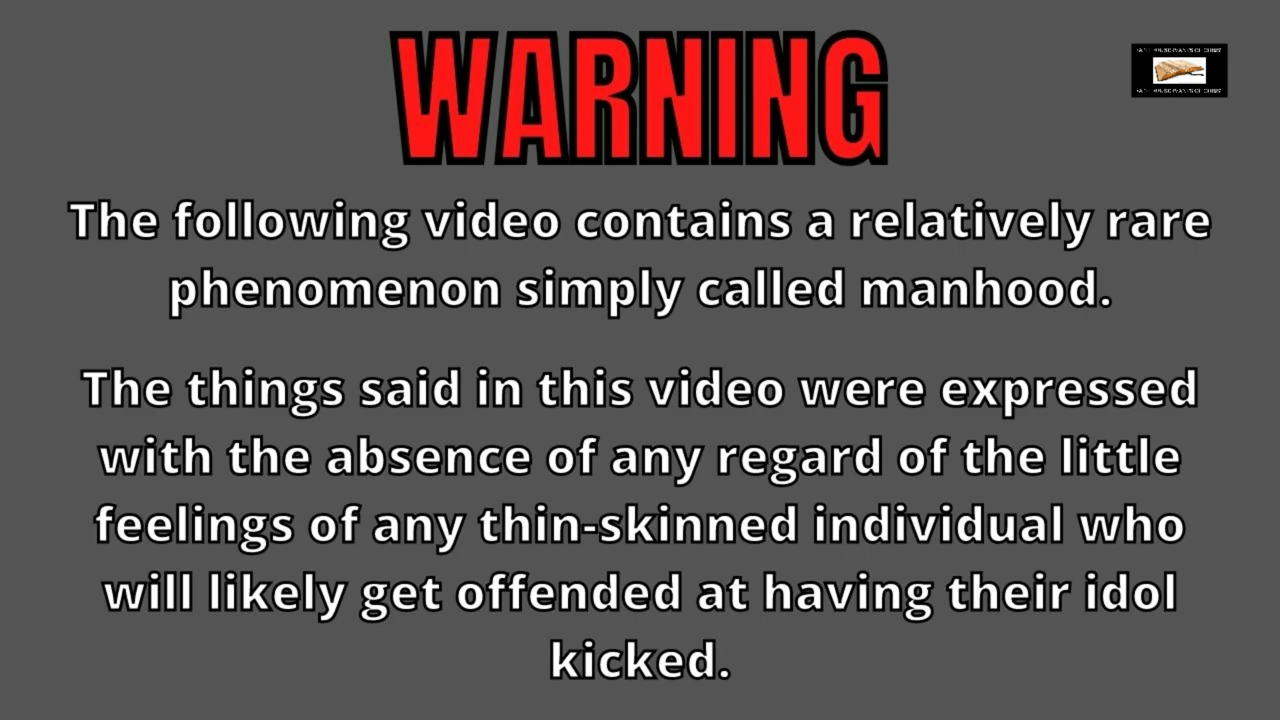 WARNING
The following video contains a relatively rare
phenomenon simply called manhood.
The things said in this video were expressed
with the absence of any regard of the little
feelings of any thin-skinned individual who
will likely get offended at having their idol
kicked.